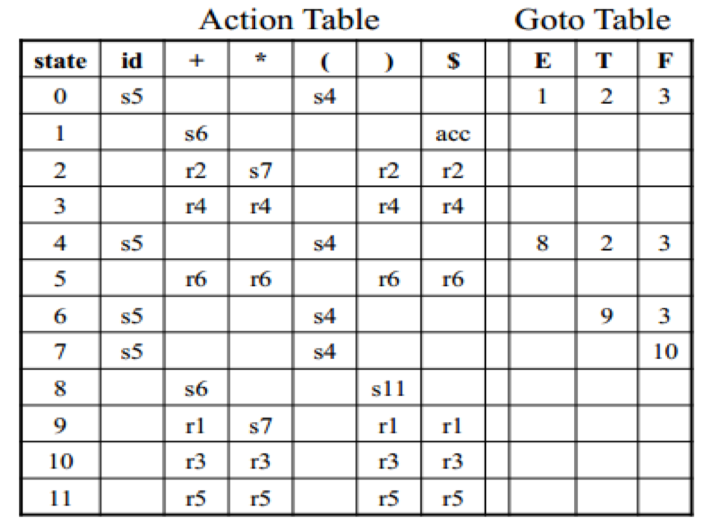 Action Table Goto Table
state id + * ( ) $ E T F
0 s5 s4 1 2 3
1 s6 acc
2 r2 s7 r2 r2
3 r4 r4 r4 r4
4 s5 s4 8 2 3
5 r6 r6 r6 r6
6 s5 s4 9 3
7 s5 s4 10
8 s6 s11
9 r1 s7 r1 r1
10 r3 r3 r3 r3
11 r5 r5 r5 r5